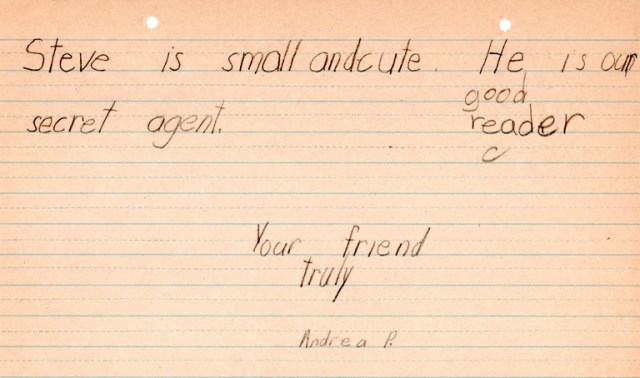 Steve is small andcute. He is our
good
secret agent. reader
c
Your friend
truly
Andrea P.